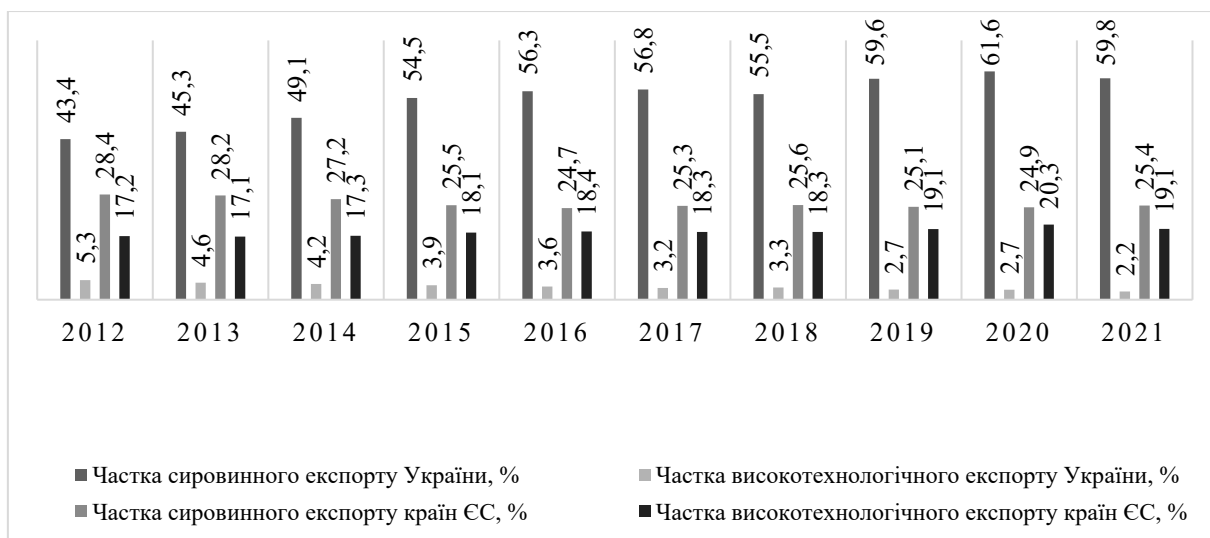 43,4 5,3 28,4 17,2
45,3 4,6 28,2 17,1
49,1 4,2 27,2 17,3
54,5 3,9 25,5 18,1
56,3 3,6 24,7 18,4
56,8 3,2 25,3 18,3
55,5 3,3 25,6 18,3
59,6 2,7 25,1 19,1
61,6 2,7 24,9 20,3
59,8 2,2 25,4 19,1
2012 2013 2014 2015 2016 2017 2018 2019 2020 2021
Частка сировинного експорту України, % Частка високотехнологічного експорту України, %
Частка сировинного експорту країн ЄС, % Частка високотехнологічного експорту країн ЄС, %